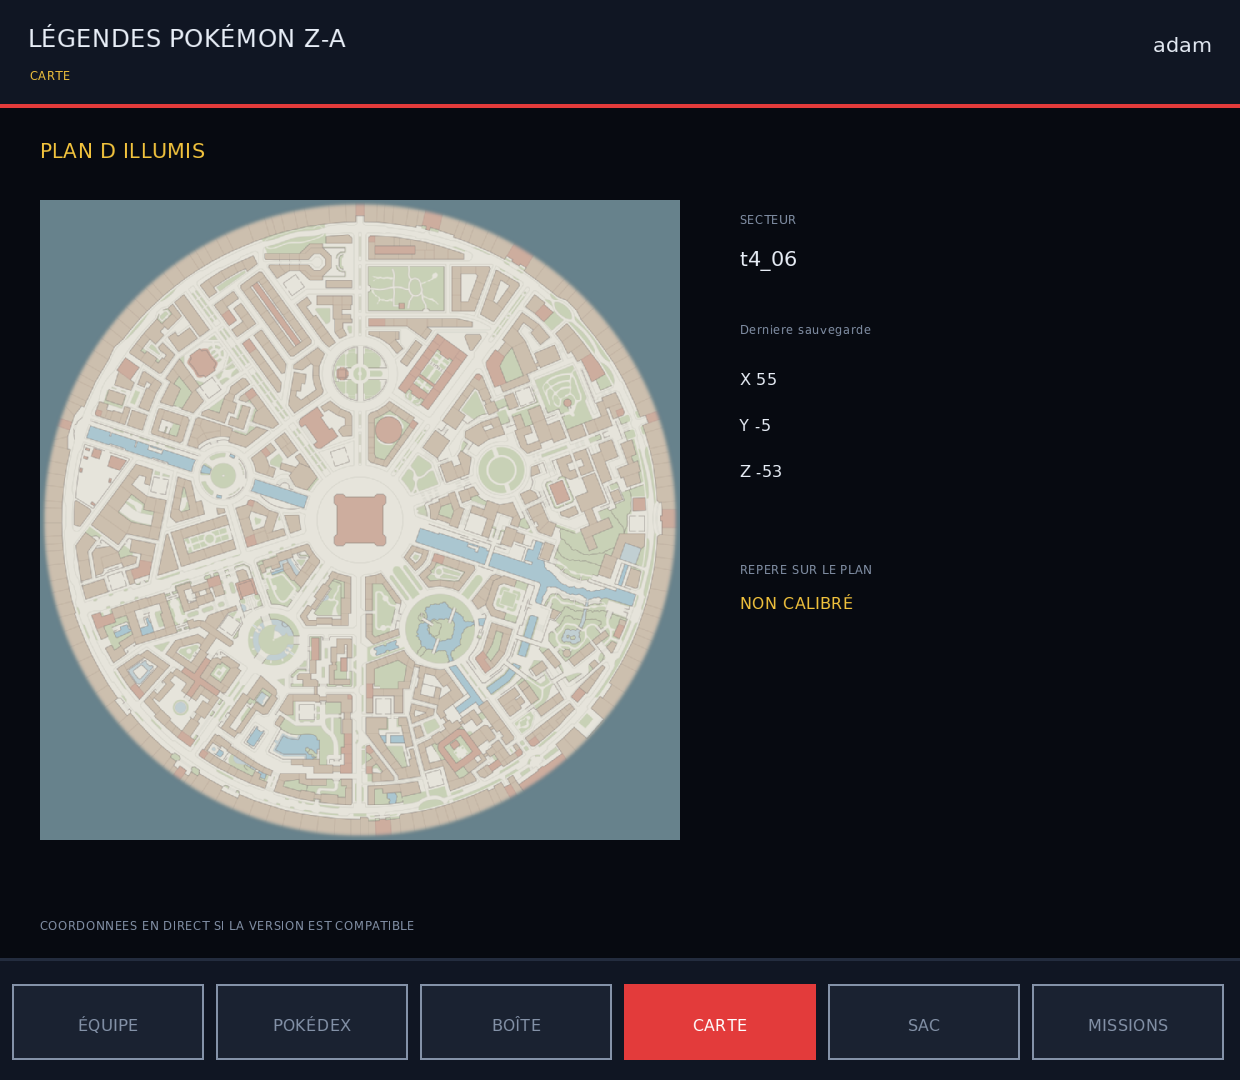 LÉGENDES POKÉMON Z-A
adam
CARTE
PLAN D ILLUMIS
SECTEUR
t4_06
Derniere sauvegarde
X 55
Y -5
Z -53
REPERE SUR LE PLAN
NON CALIBRÉ
COORDONNEES EN DIRECT SI LA VERSION EST COMPATIBLE
ÉQUIPE
POKÉDEX
BOÎTE
CARTE
SAC
MISSIONS